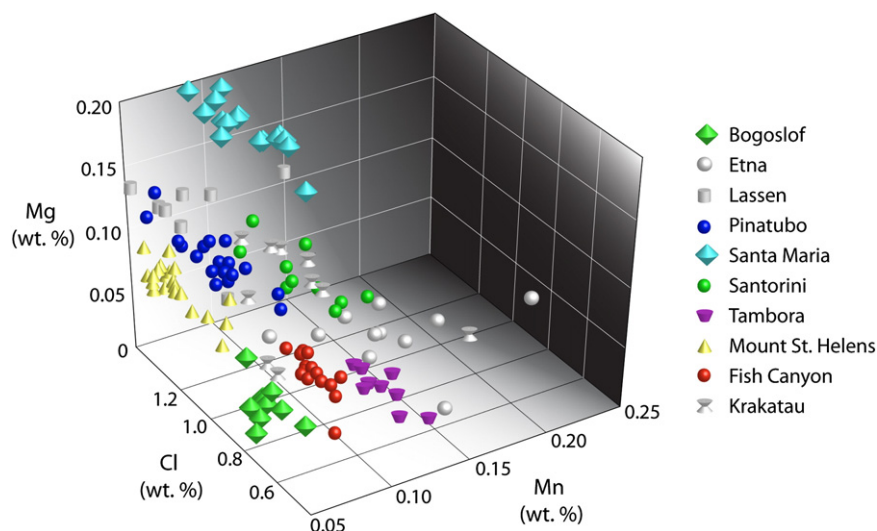 0.20
0.15
Mg
(wt. %)
0.10
0.05
0
1.2
1.0
0.8
0.6
Cl
(wt. %)
0.05
0.10
0.15
0.20
0.25
Mn
(wt. %)
Bogoslof
Etna
Lassen
Pinatubo
Santa Maria
Santorini
Tambora
Mount St. Helens
Fish Canyon
Krakatau